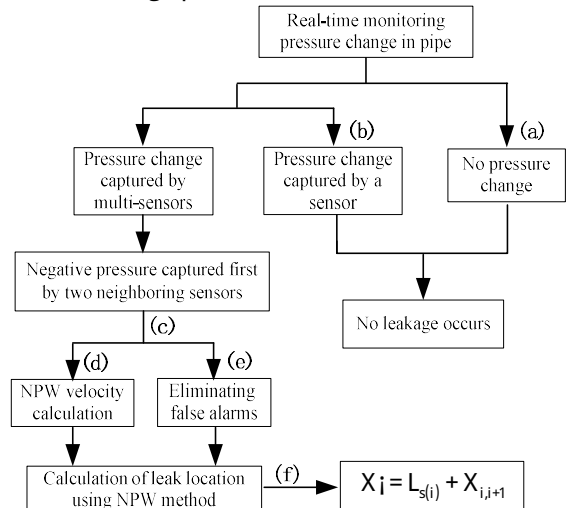 Real-time monitoring
pressure change in pipe
(b)
(a)
Pressure change
captured by
multi-sensors
Pressure change
captured by a
sensor
No pressure
change
Negative pressure captured first
by two neighboring sensors
No leakage occurs
(c)
(d)
(e)
NPW velocity
calculation
Eliminating
false alarms
Calculation of leak location
using NPW method
(f)
X¡ = Ls(i) + Xi,i+1